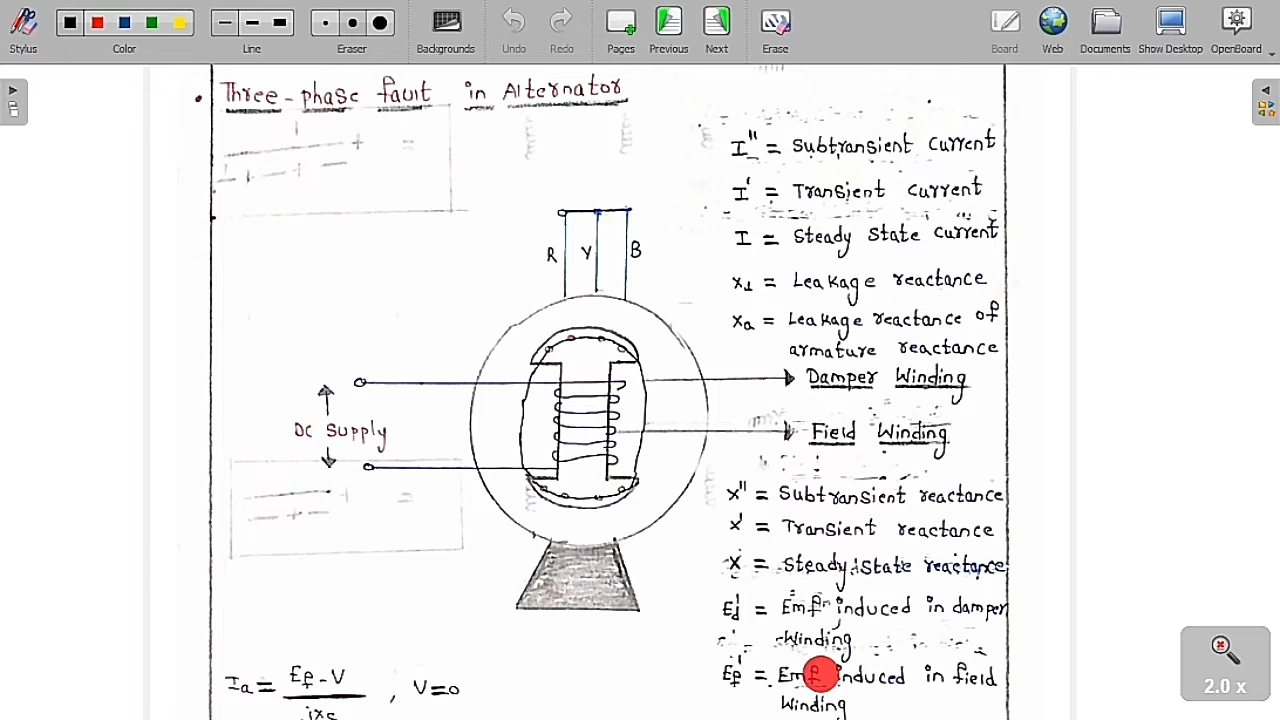 Stylus
Color
Line
Eraser
Backgrounds
Undo
Redo
Pages
Previous
Next
Erase
Board
Web
Documents
Show Desktop
OpenBoard
• Three-phase fault in Alternator
I" = Subtransient current
I' = Transient current
I = Steady State current
X₁ = Leakage reactance
Xa = Leakage reactance of
armature reactance
R Y B
Damper Winding
DC Supply
Field Winding
X" = Subtransient reactance
X' = Transient reactance
X = Steady State reactance
Ed' = Emf induced in damper
Winding
Ef' = Emf induced in field
Winding
Ia = Ef - V , V=0
jxs
2.0 x